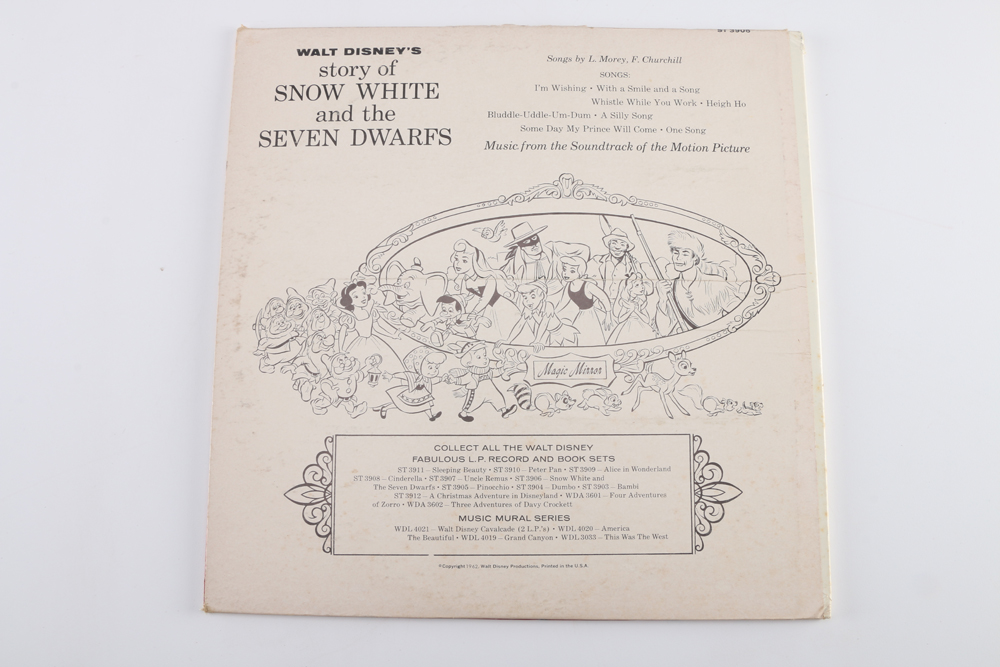 ST 3906
WALT DISNEY'S
story of
SNOW WHITE
and the
SEVEN DWARFS
Songs by L. Morey, F. Churchill
SONGS:
I'm Wishing • With a Smile and a Song
Whistle While You Work • Heigh Ho
Bluddle-Uddle-Um-Dum • A Silly Song
Some Day My Prince Will Come • One Song
Music from the Soundtrack of the Motion Picture
Magic Mirror
COLLECT ALL THE WALT DISNEY
FABULOUS L.P. RECORD AND BOOK SETS
ST 3911 — Sleeping Beauty • ST 3910 — Peter Pan • ST 3909 — Alice in Wonderland
ST 3908 — Cinderella • ST 3907 — Uncle Remus • ST 3906 — Snow White and
The Seven Dwarfs • ST 3905 — Pinocchio • ST 3904 — Dumbo • ST 3903 — Bambi
ST 3912 — A Christmas Adventure in Disneyland • WDA 3601 — Four Adventures
of Zorro • WDA 3602 — Three Adventures of Davy Crockett
MUSIC MURAL SERIES
WDL 4021 — Walt Disney Cavalcade (2 L.P.'s) • WDL 4020 — America
The Beautiful • WDL 4019 — Grand Canyon • WDL 3033 — This Was The West
©Copyright 1962, Walt Disney Productions, Printed in the U.S.A.